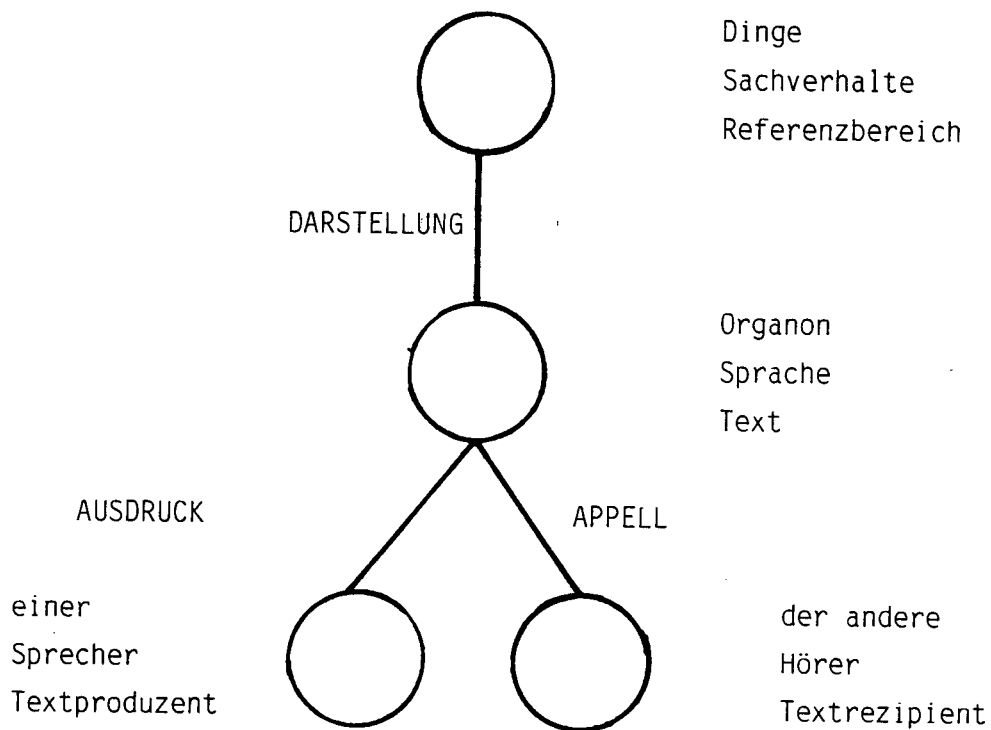 Dinge
Sachverhalte
Referenzbereich
DARSTELLUNG
Organon
Sprache
Text
AUSDRUCK
APPELL
einer
Sprecher
Textproduzent
der andere
Hörer
Textrezipient